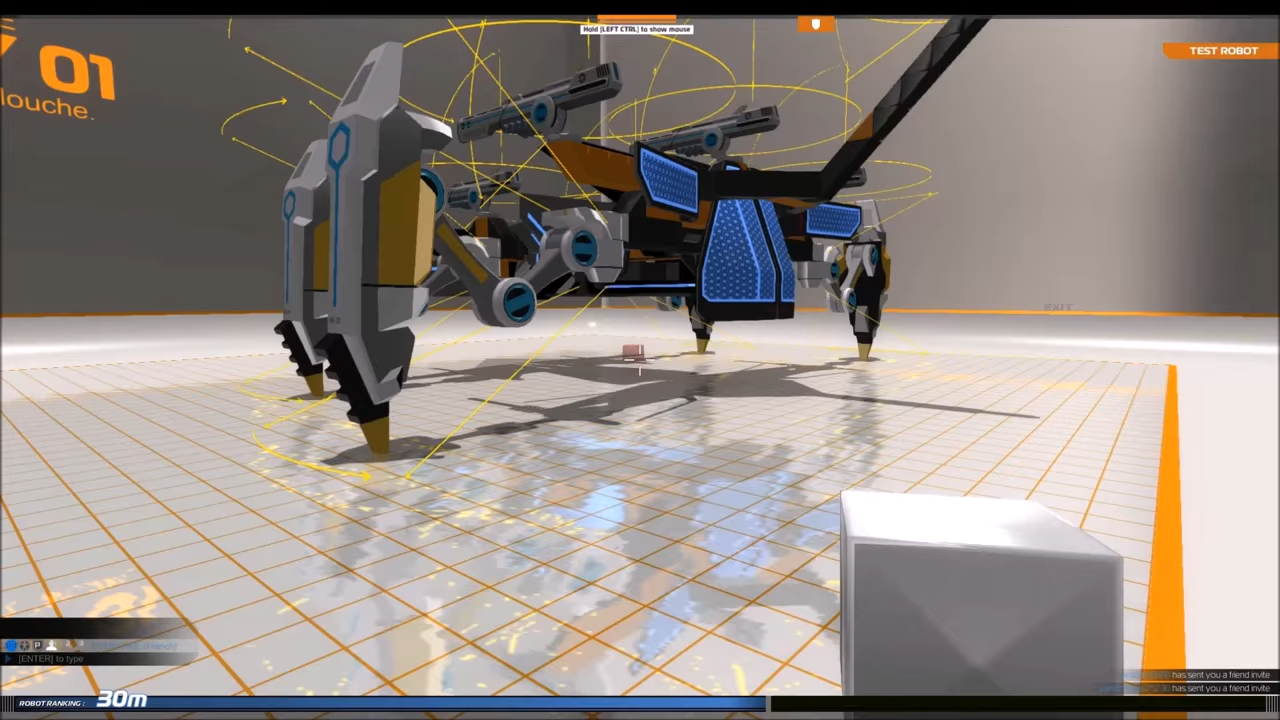 Hold [LEFT CTRL] to show mouse
TEST ROBOT
01
louche.
EXIT
P
[ENTER] to type
has sent you a friend invite
has sent you a friend invite
ROBOT RANKING : 30m